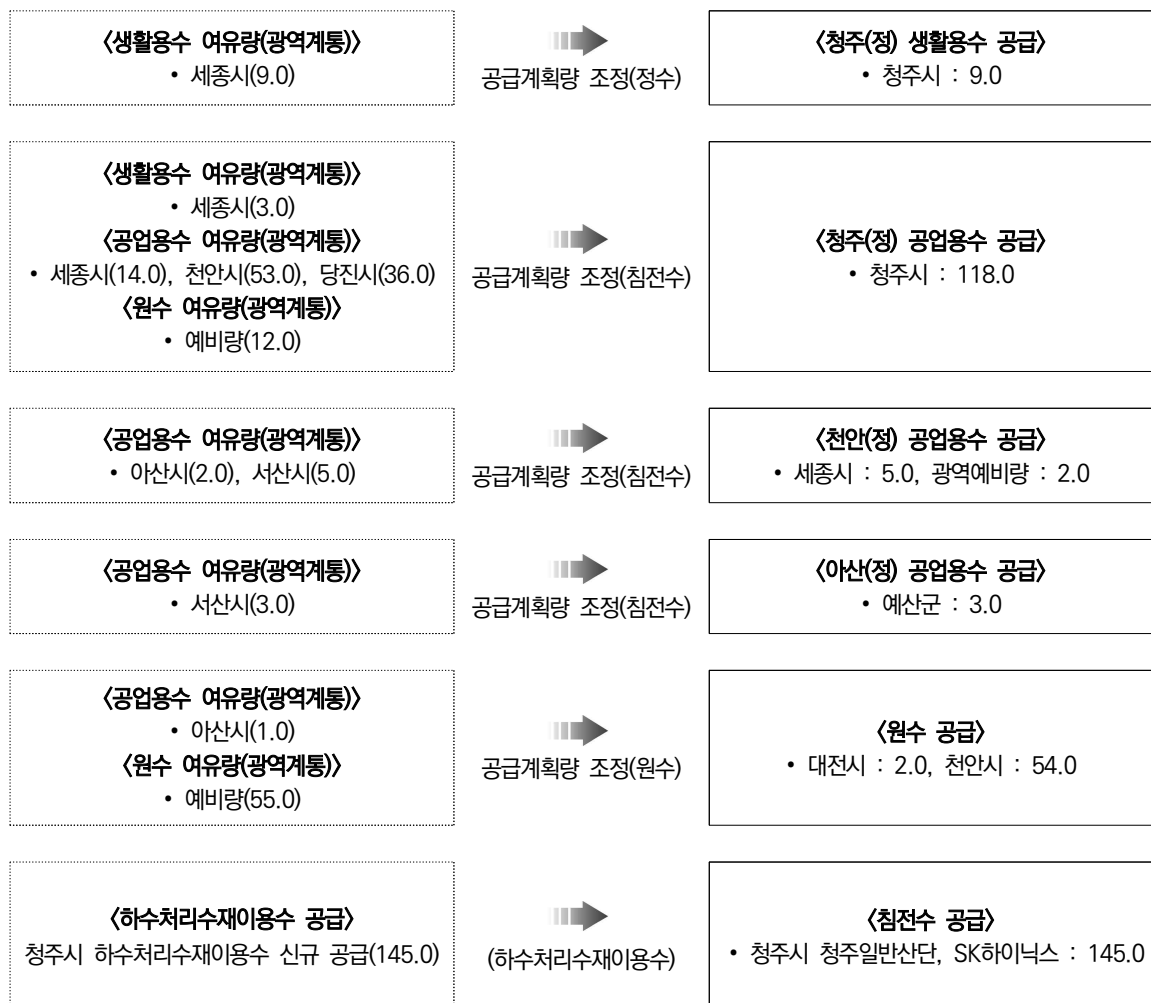 <생활용수 여유량(광역계통)>
• 세종시(9.0)
공급계획량 조정(정수)
<청주(정) 생활용수 공급>
• 청주시 : 9.0
<생활용수 여유량(광역계통)>
• 세종시(3.0)
<공업용수 여유량(광역계통)>
• 세종시(14.0), 천안시(53.0), 당진시(36.0)
<원수 여유량(광역계통)>
• 예비량(12.0)
공급계획량 조정(침전수)
<청주(정) 공업용수 공급>
• 청주시 : 118.0
<공업용수 여유량(광역계통)>
• 아산시(2.0), 서산시(5.0)
공급계획량 조정(침전수)
<천안(정) 공업용수 공급>
• 세종시 : 5.0, 광역예비량 : 2.0
<공업용수 여유량(광역계통)>
• 서산시(3.0)
공급계획량 조정(침전수)
<아산(정) 공업용수 공급>
• 예산군 : 3.0
<공업용수 여유량(광역계통)>
• 아산시(1.0)
<원수 여유량(광역계통)>
• 예비량(55.0)
공급계획량 조정(원수)
<원수 공급>
• 대전시 : 2.0, 천안시 : 54.0
<하수처리수재이용수 공급>
청주시 하수처리수재이용수 신규 공급(145.0)
(하수처리수재이용수)
<침전수 공급>
• 청주시 청주일반산단, SK하이닉스 : 145.0